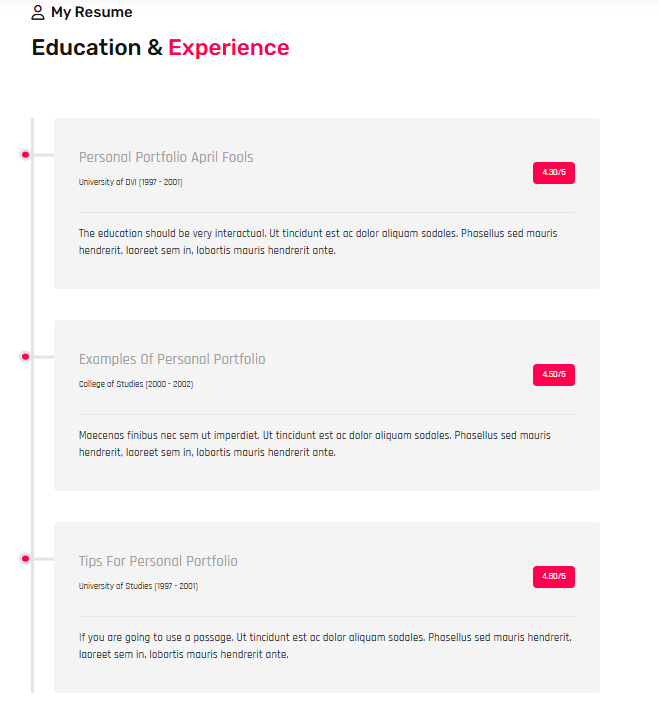 My Resume
Education & Experience
Personal Portfolio April Fools
University of DVI (1997 - 2001)
4.30/5
The education should be very interactual. Ut tincidunt est ac dolor aliquam sodales. Phasellus sed mauris
hendrerit, laoreet sem in, lobortis mauris hendrerit ante.
Examples Of Personal Portfolio
College of Studies (2000 - 2002)
4.50/5
Maecenas finibus nec sem ut imperdiet. Ut tincidunt est ac dolor aliquam sodales. Phasellus sed mauris
hendrerit, laoreet sem in, lobortis mauris hendrerit ante.
Tips For Personal Portfolio
University of Studies (1997 - 2001)
4.80/5
If you are going to use a passage. Ut tincidunt est ac dolor aliquam sodales. Phasellus sed mauris hendrerit,
laoreet sem in, lobortis mauris hendrerit ante.